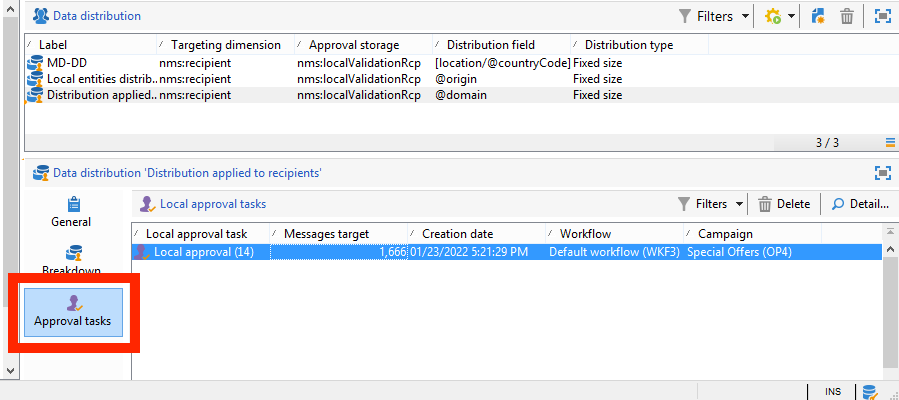 Data distribution
Filters
Label Targeting dimension Approval storage Distribution field Distribution type
MD-DD nms:recipient nms:localValidationRcp [location/@countryCode] Fixed size
Local entities distrib.. nms:recipient nms:localValidationRcp @origin Fixed size
Distribution applied.. nms:recipient nms:localValidationRcp @domain Fixed size
3 / 3
Data distribution 'Distribution applied to recipients'
General
Breakdown
Approval tasks
Local approval tasks
Filters Delete Detail...
Local approval task Messages target Creation date Workflow Campaign
Local approval (14) 1,666 01/23/2022 5:21:29 PM Default workflow (WKF3) Special Offers (OP4)
INS